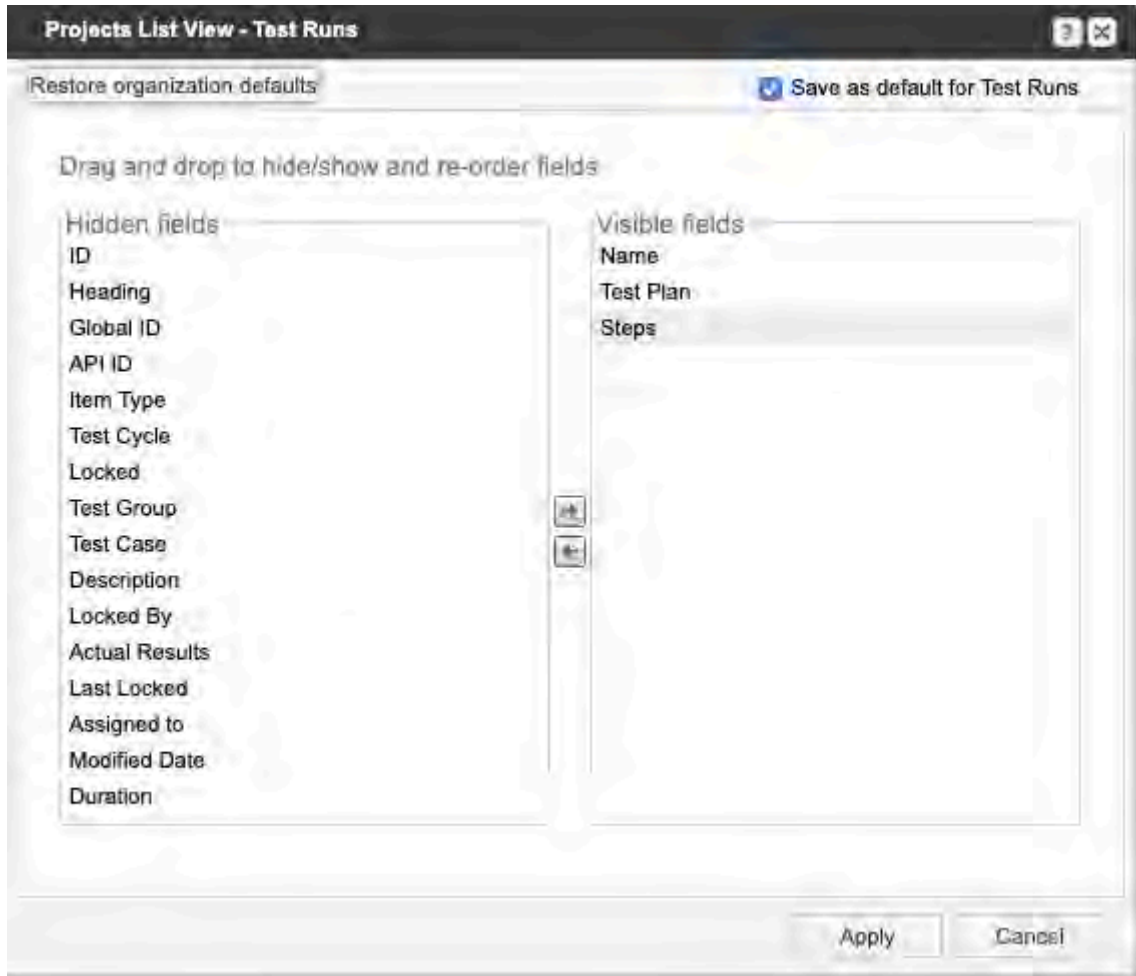 Projects List View - Test Runs
Restore organization defaults
Save as default for Test Runs
Drag and drop to hide/show and re-order fields
Hidden fields
ID
Heading
Global ID
API ID
Item Type
Test Cycle
Locked
Test Group
Test Case
Description
Locked By
Actual Results
Last Locked
Assigned to
Modified Date
Duration
Visible fields
Name
Test Plan
Steps
Apply
Cancel